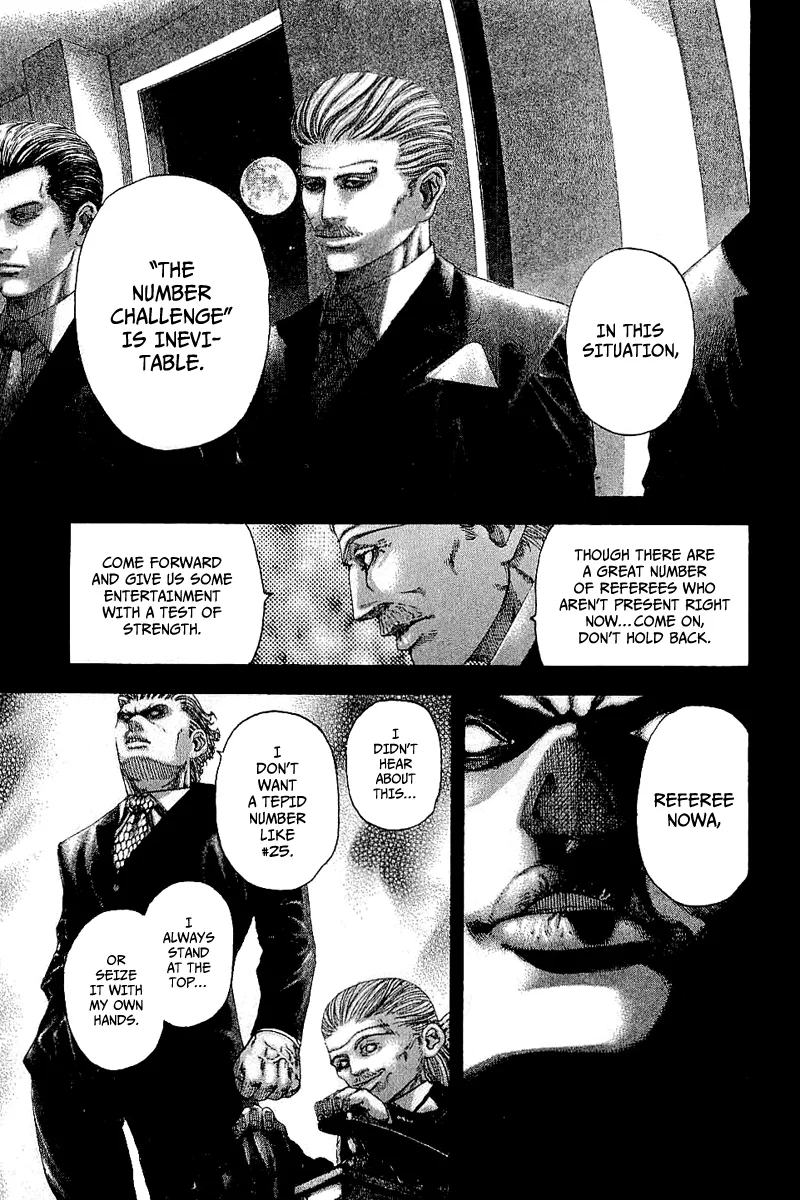 IN THIS
SITUATION,
"THE
NUMBER
CHALLENGE"
IS INEVI-
TABLE.
THOUGH THERE ARE
A GREAT NUMBER
OF REFEREES WHO
AREN'T PRESENT RIGHT
NOW...COME ON,
DON'T HOLD BACK.
COME FORWARD
AND GIVE US SOME
ENTERTAINMENT
WITH A TEST OF
STRENGTH.
REFEREE
NOWA,
I
DIDN'T
HEAR
ABOUT
THIS...
I
DON'T
WANT
A TEPID
NUMBER
LIKE
#25.
I
ALWAYS
STAND
AT THE
TOP...
OR
SEIZE
IT WITH
MY OWN
HANDS.